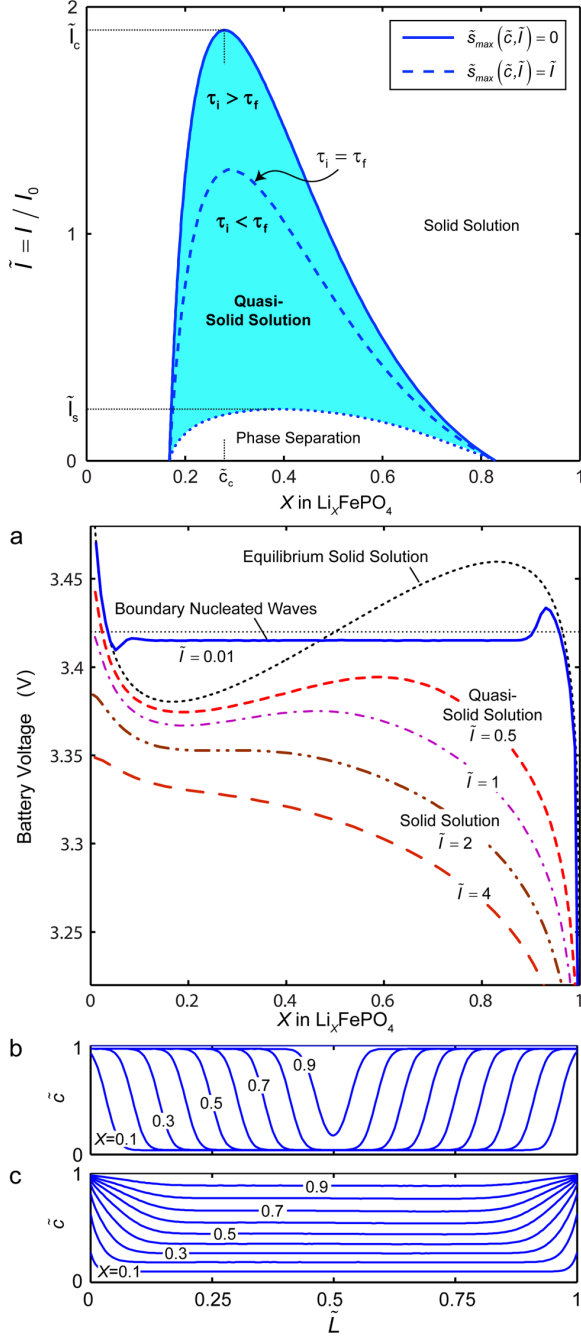 2
Ĩc
s̃max(c̃,Ĩ) = 0
s̃max(c̃,Ĩ) = Ĩ
τi > τf
τi = τf
τi < τf
Ĩ = I / I0
1
Solid Solution
Quasi-
Solid Solution
Ĩs
Phase Separation
0
0 0.2 c̃c 0.4 0.6 0.8 1
X in LiXFePO4
a
Equilibrium Solid Solution
3.45
Boundary Nucleated Waves
Ĩ = 0.01
3.4
Quasi-
Solid Solution
Ĩ = 0.5
Battery Voltage (V)
3.35
Ĩ = 1
Solid Solution
Ĩ = 2
3.3
Ĩ = 4
3.25
0 0.2 0.4 0.6 0.8 1
X in LiXFePO4
b
1
c̃
0.9
0.7
0.5
0.3
X=0.1
0
c
1
c̃
0.9
0.7
0.5
0.3
X=0.1
0
0 0.25 0.5 0.75 1
L̃